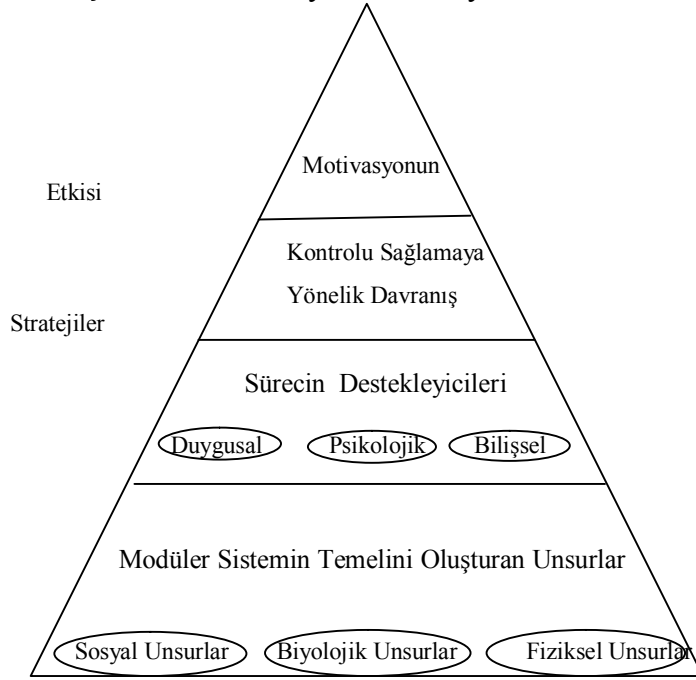 Motivasyonun
Etkisi
Kontrolu Sağlamaya
Yönelik Davranış
Stratejiler
Sürecin Destekleyicileri
Duygusal Psikolojik Bilişsel
Modüler Sistemin Temelini Oluşturan Unsurlar
Sosyal Unsurlar Biyolojik Unsurlar Fiziksel Unsurlar